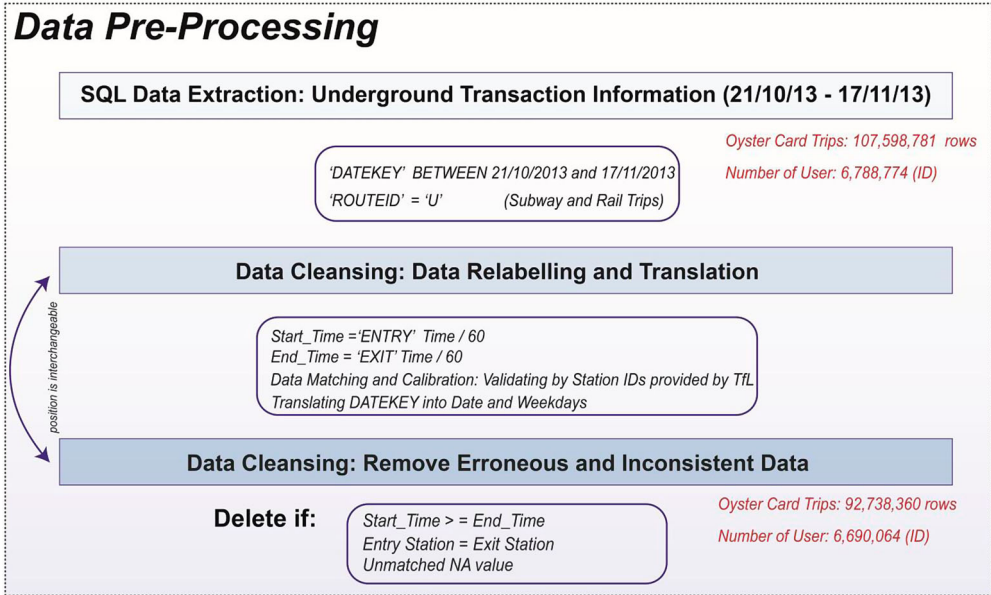 Data Pre-Processing
SQL Data Extraction: Underground Transaction Information (21/10/13 - 17/11/13)
Oyster Card Trips: 107,598,781 rows
Number of User: 6,788,774 (ID)
‘DATEKEY’ BETWEEN 21/10/2013 and 17/11/2013
‘ROUTEID’ = ‘U’ (Subway and Rail Trips)
Data Cleansing: Data Relabelling and Translation
position is interchangeable
Start_Time =‘ENTRY’ Time / 60
End_Time = ‘EXIT’ Time / 60
Data Matching and Calibration: Validating by Station IDs provided by TfL
Translating DATEKEY into Date and Weekdays
Data Cleansing: Remove Erroneous and Inconsistent Data
Oyster Card Trips: 92,738,360 rows
Number of User: 6,690,064 (ID)
Delete if:
Start_Time > = End_Time
Entry Station = Exit Station
Unmatched NA value